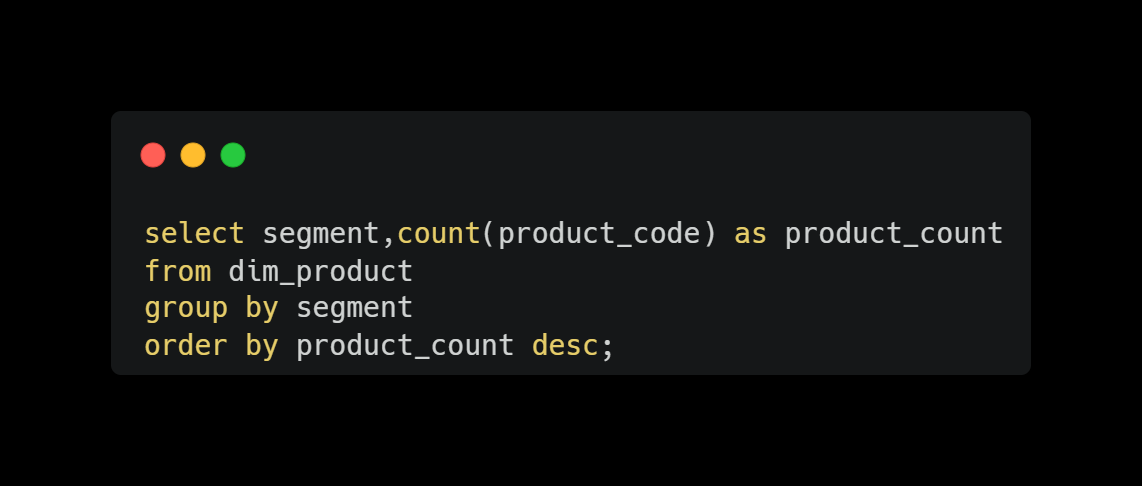 select segment,count(product_code) as product_count
from dim_product
group by segment
order by product_count desc;